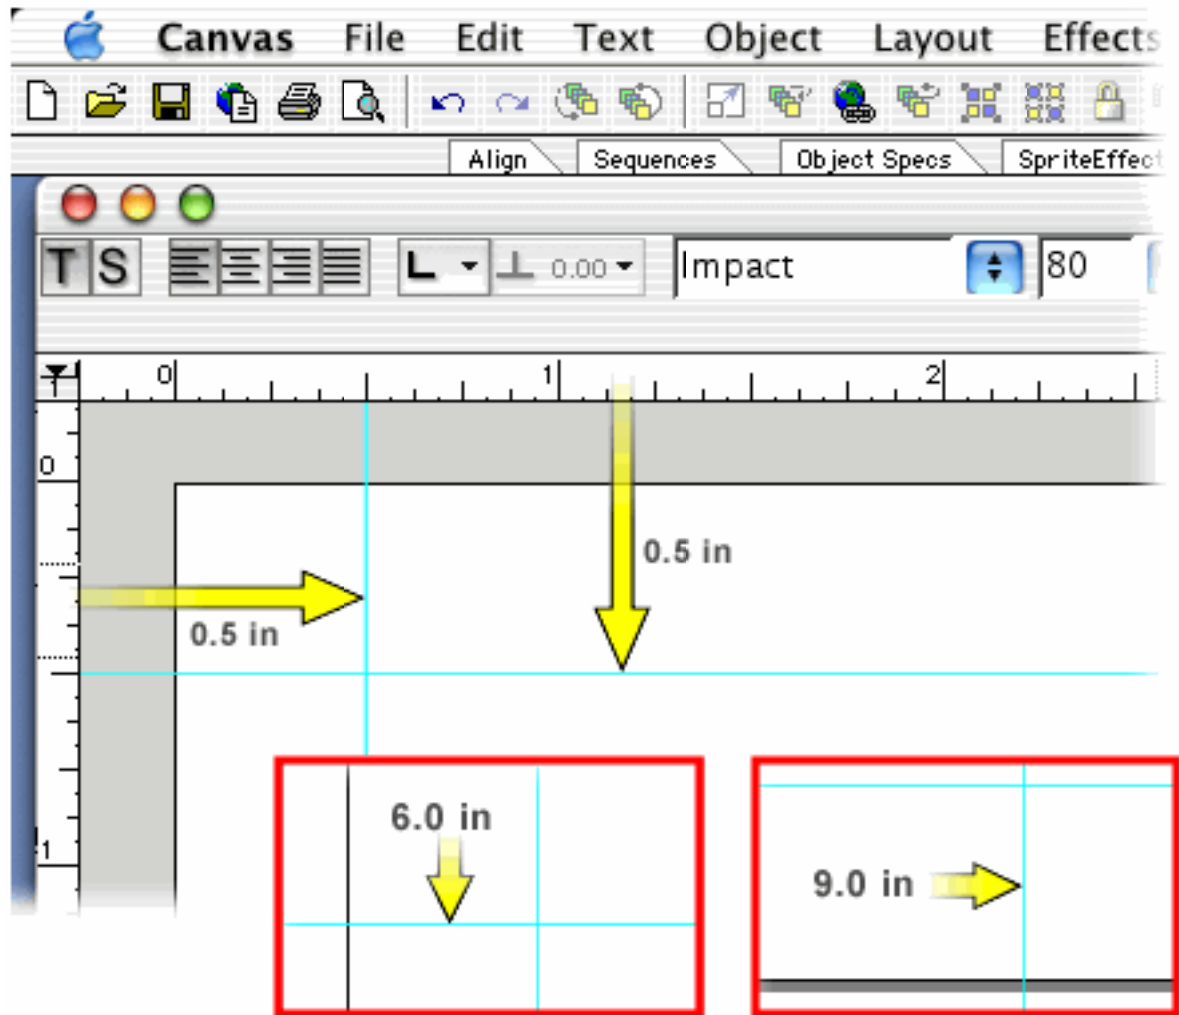 Canvas File Edit Text Object Layout Effects
Align Sequences Object Specs SpriteEffect
T S L 0.00 Impact 80
0 1 2
0
0.5 in
0.5 in
6.0 in
9.0 in
1